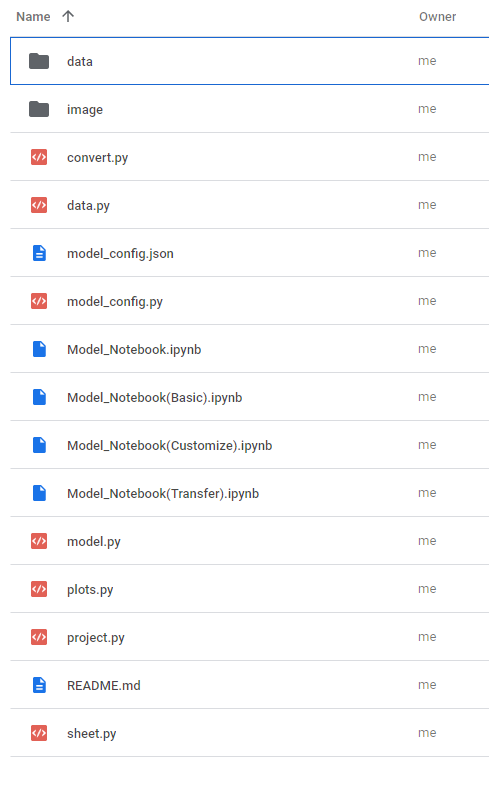 Name Owner
data me
image me
convert.py me
data.py me
model_config.json me
model_config.py me
Model_Notebook.ipynb me
Model_Notebook(Basic).ipynb me
Model_Notebook(Customize).ipynb me
Model_Notebook(Transfer).ipynb me
model.py me
plots.py me
project.py me
README.md me
sheet.py me